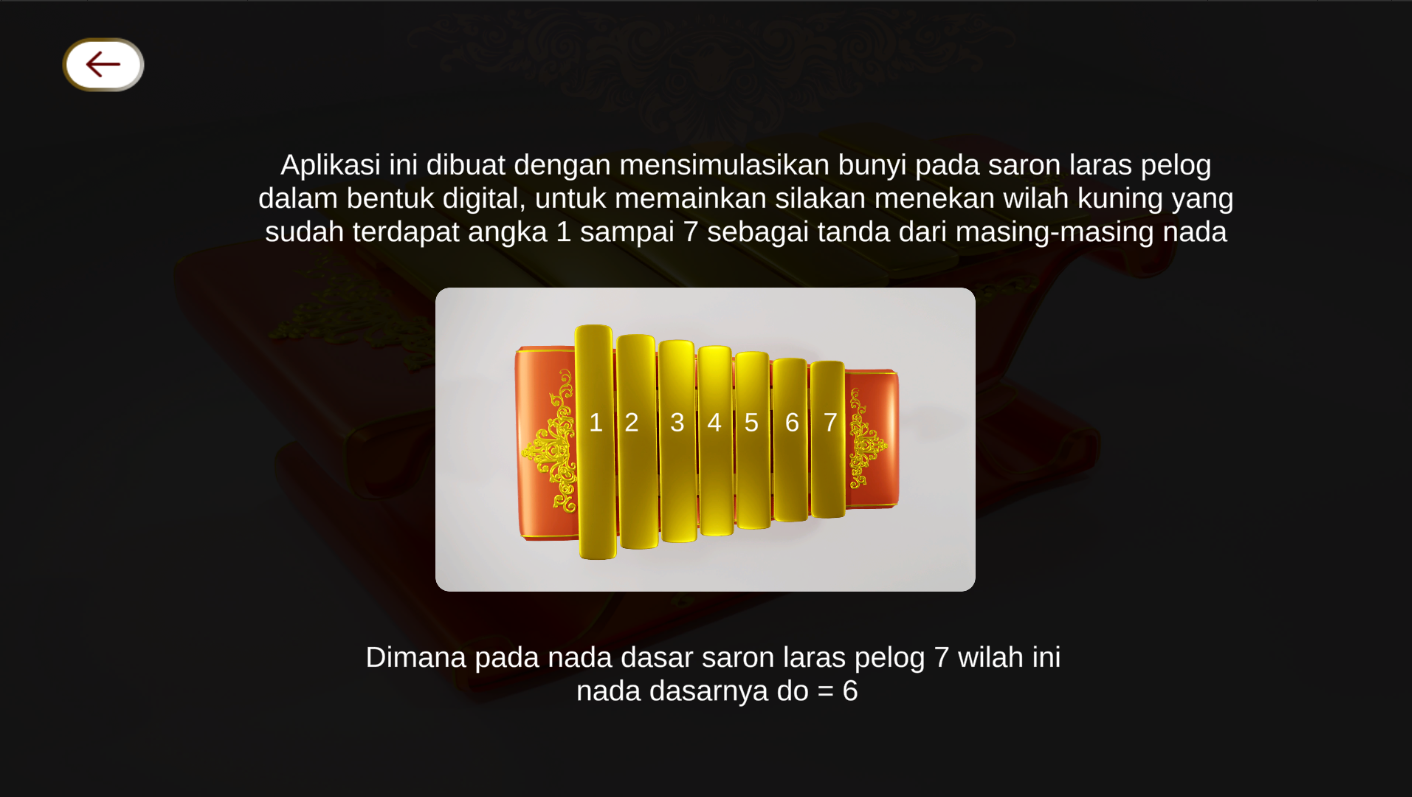 Aplikasi ini dibuat dengan mensimulasikan bunyi pada saron laras pelog
dalam bentuk digital, untuk memainkan silakan menekan wilah kuning yang
sudah terdapat angka 1 sampai 7 sebagai tanda dari masing-masing nada
1 2 3 4 5 6 7
Dimana pada nada dasar saron laras pelog 7 wilah ini
nada dasarnya do = 6